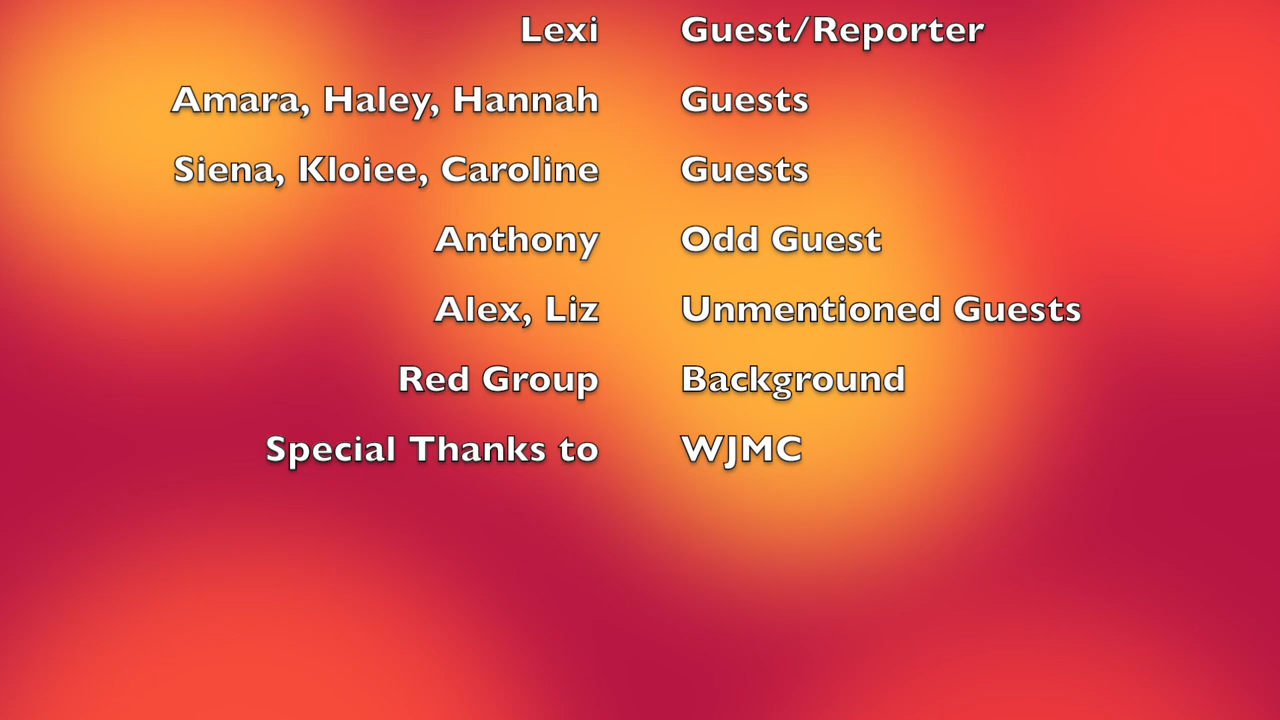 Lexi Guest/Reporter
Amara, Haley, Hannah Guests
Siena, Kloiee, Caroline Guests
Anthony Odd Guest
Alex, Liz Unmentioned Guests
Red Group Background
Special Thanks to WJMC